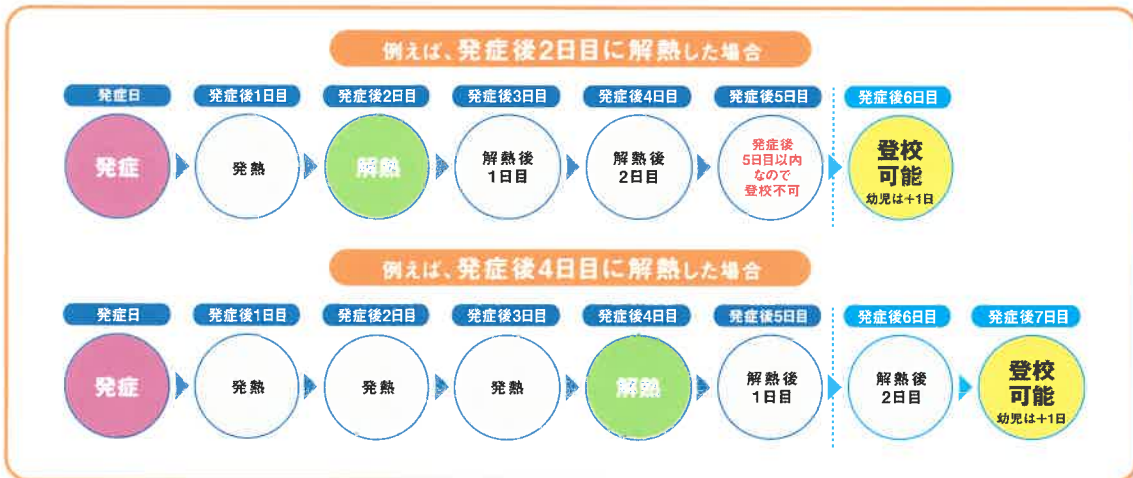 例えば、発症後2日目に解熱した場合
発症日
発症後1日目
発症後2日目
発症後3日目
発症後4日目
発症後5日目
発症後6日目
発症
発熱
解熱
解熱後
1日目
解熱後
2日目
発症後
5日目以内
なので
登校不可
登校
可能
幼児は+1日
例えば、発症後4日目に解熱した場合
発症日
発症後1日目
発症後2日目
発症後3日目
発症後4日目
発症後5日目
発症後6日目
発症後7日目
発症
発熱
発熱
発熱
解熱
解熱後
1日目
解熱後
2日目
登校
可能
幼児は+1日